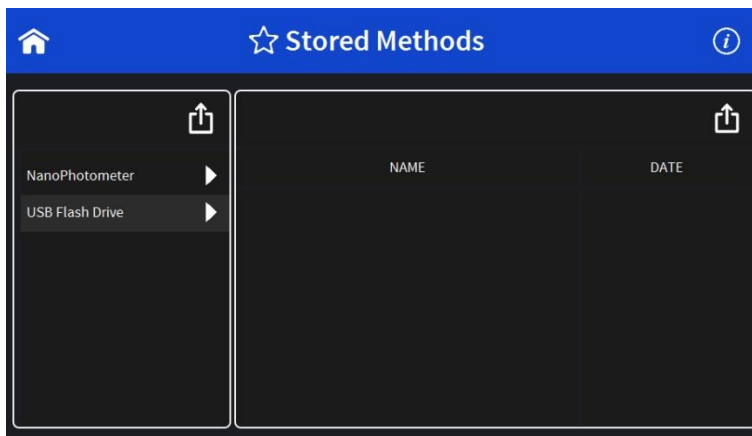 Stored Methods
NanoPhotometer
USB Flash Drive
NAME DATE